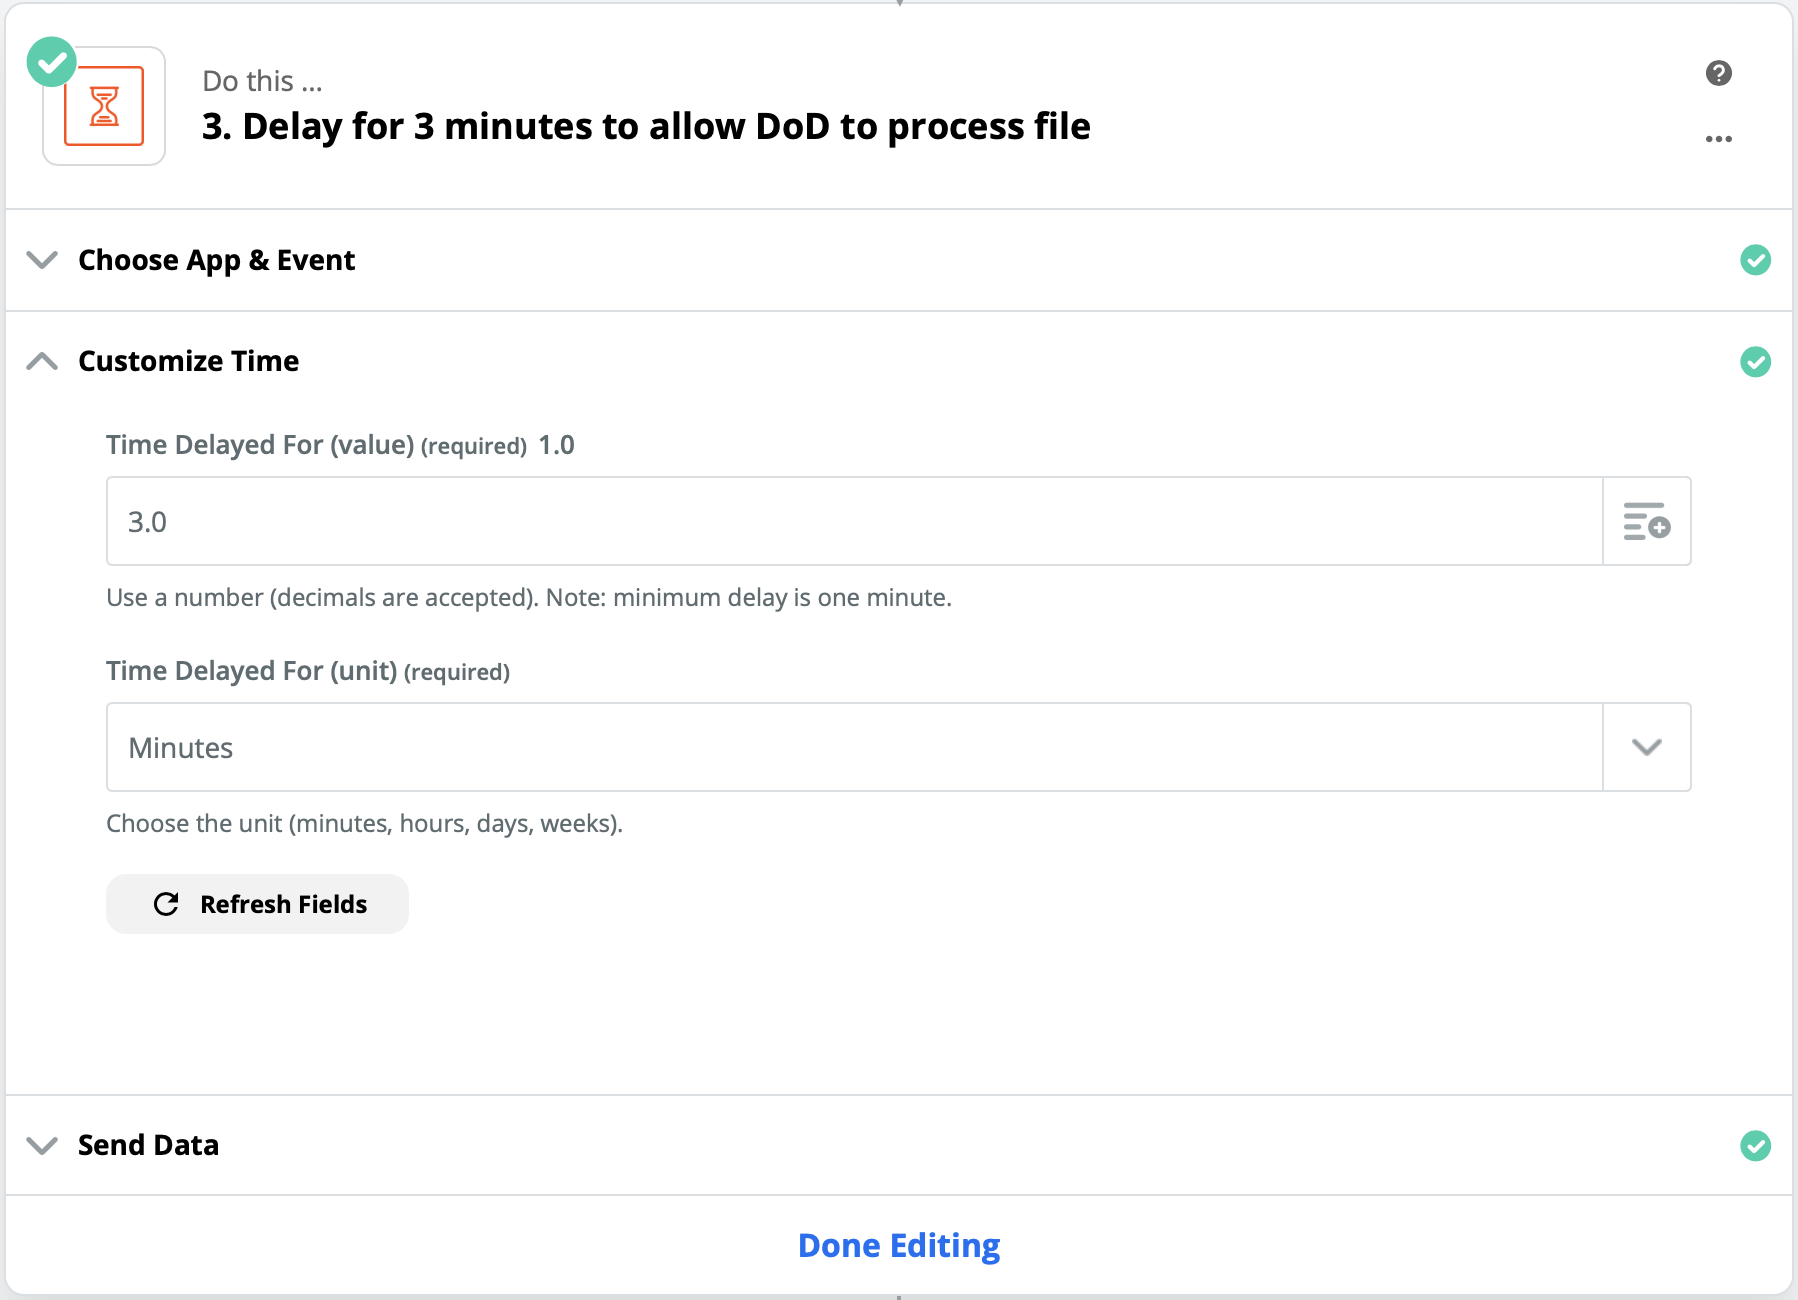 Do this ...
3. Delay for 3 minutes to allow DoD to process file
Choose App & Event
Customize Time
Time Delayed For (value) (required) 1.0
3.0
Use a number (decimals are accepted). Note: minimum delay is one minute.
Time Delayed For (unit) (required)
Minutes
Choose the unit (minutes, hours, days, weeks).
Refresh Fields
Send Data
Done Editing